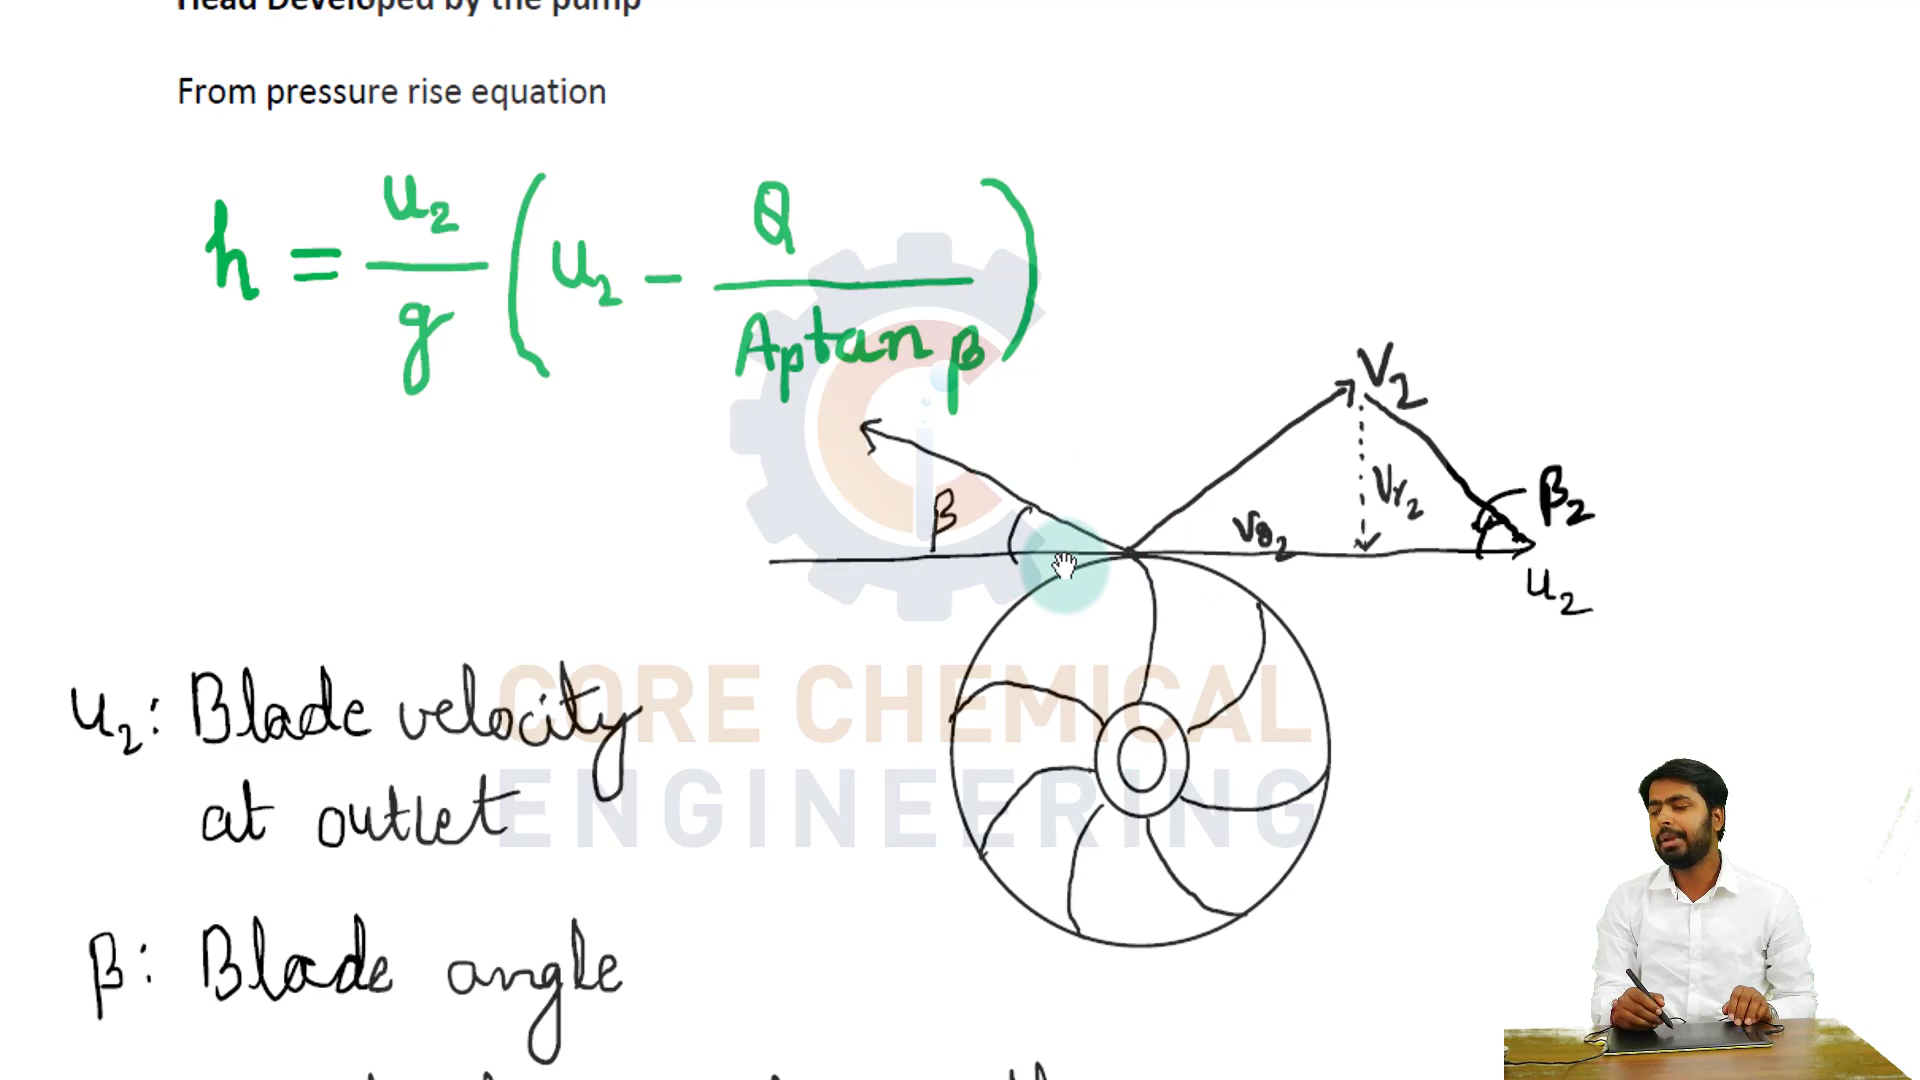 Head Developed by the pump
From pressure rise equation
h = u₂/g (u₂ - Q/(Aₚ tan β))
V₂
β
Vθ₂
Vr₂
β₂
u₂
u₂: Blade velocity
at outlet
β: Blade angle
CORE CHEMICAL
ENGINEERING